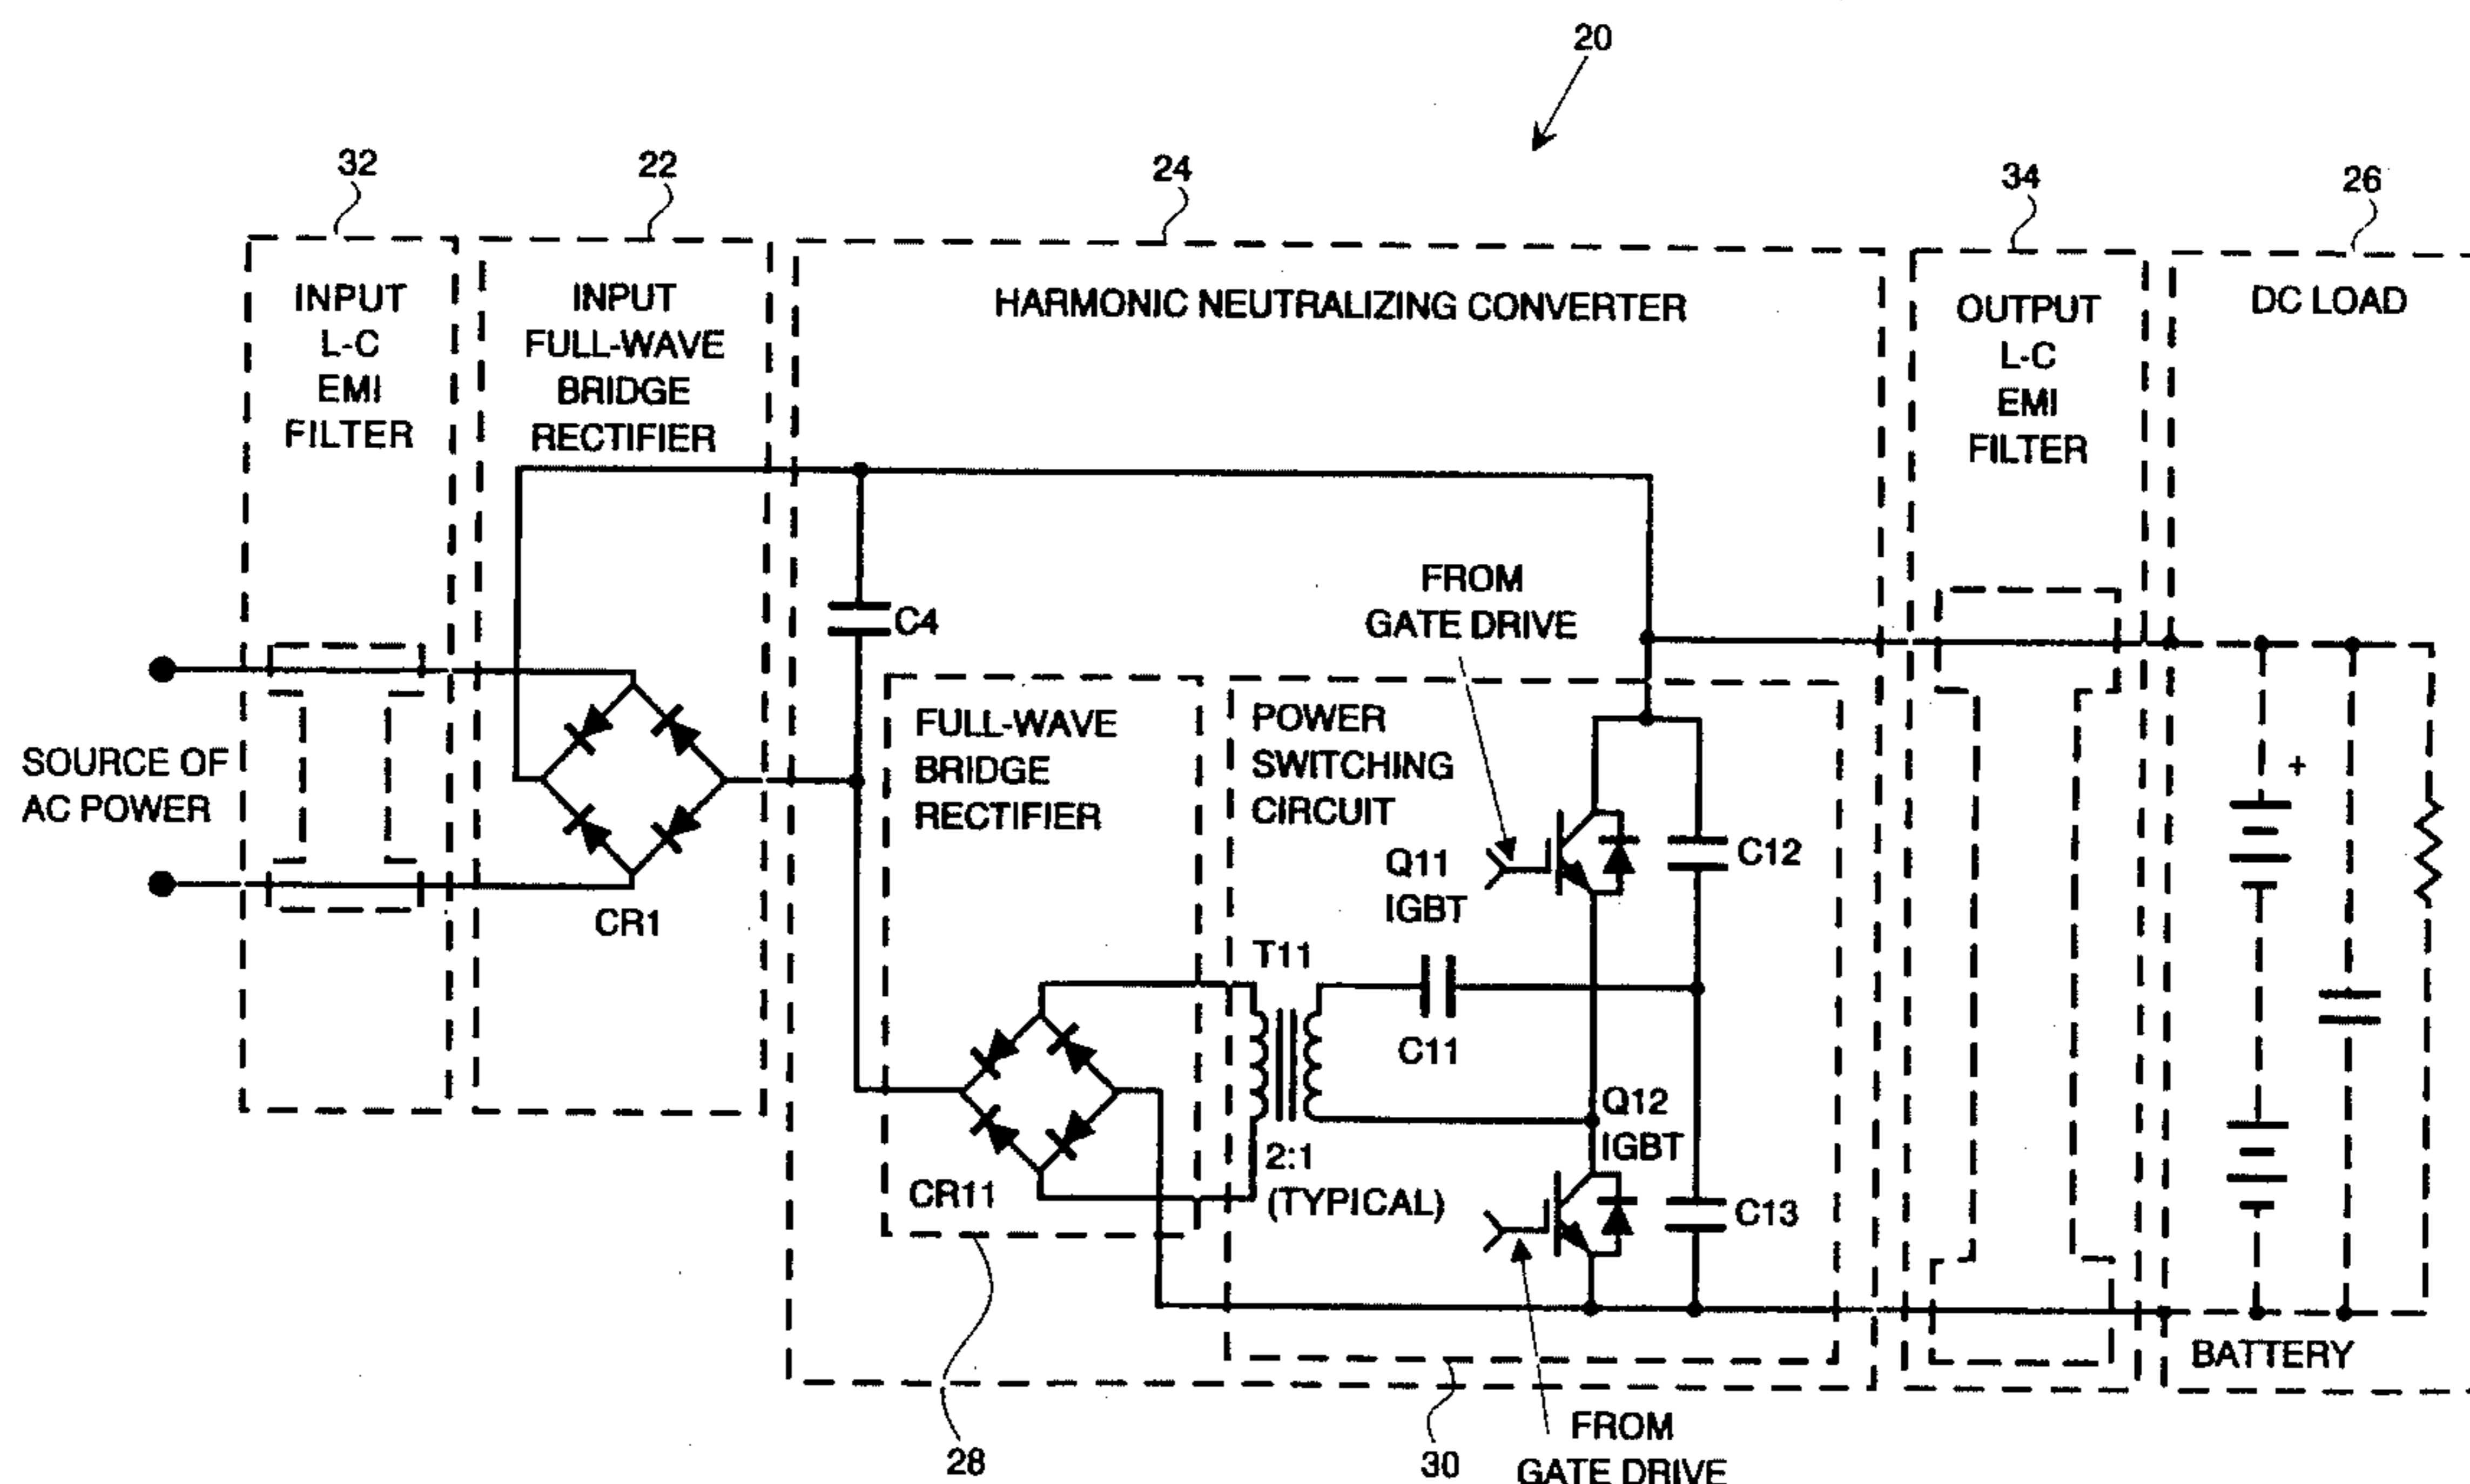 20
32
22
24
34
26
INPUT
L-C
EMI
FILTER
INPUT
FULL-WAVE
BRIDGE
RECTIFIER
HARMONIC NEUTRALIZING CONVERTER
OUTPUT
L-C
EMI
FILTER
DC LOAD
FROM
GATE DRIVE
C4
SOURCE OF
AC POWER
CR1
FULL-WAVE
BRIDGE
RECTIFIER
POWER
SWITCHING
CIRCUIT
+
Q11
IGBT
C12
T11
C11
Q12
IGBT
2:1
(TYPICAL)
CR11
C13
BATTERY
28
30
FROM
GATE DRIVE